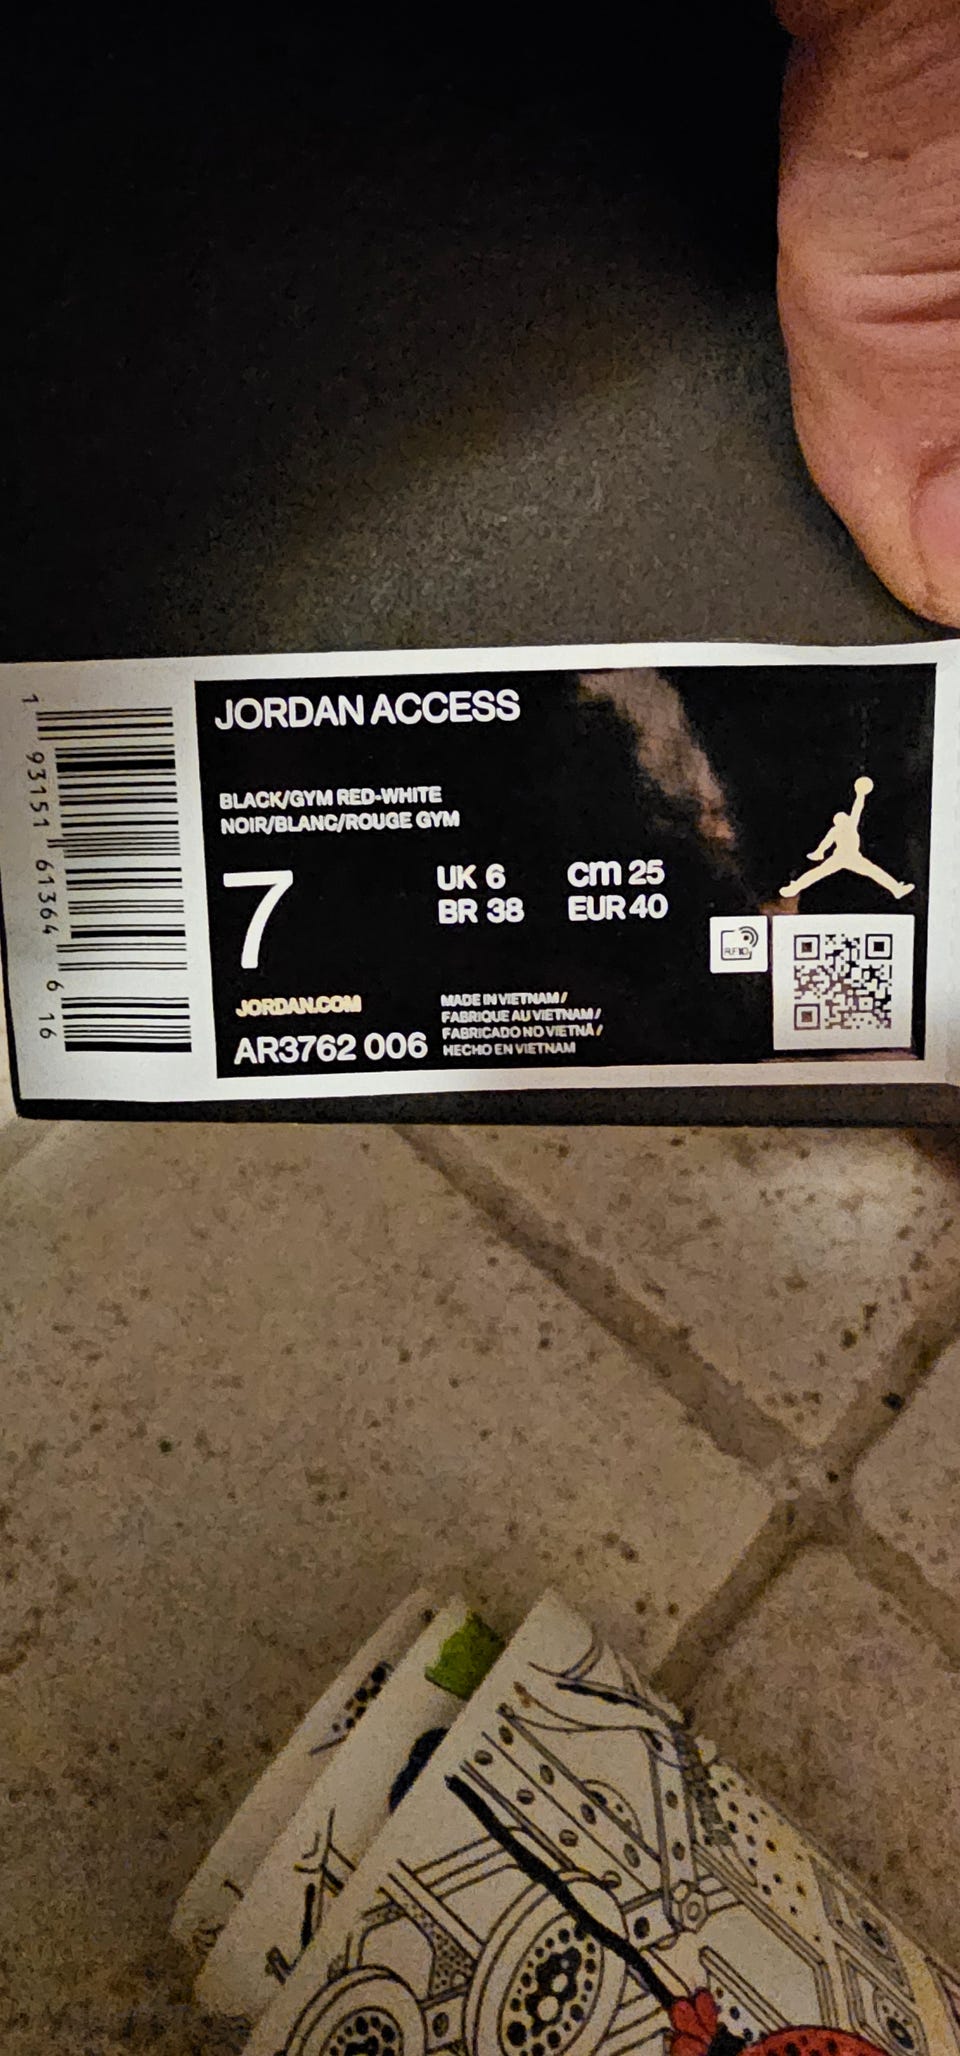 JORDAN ACCESS
BLACK/GYM RED-WHITE
NOIR/BLANC/ROUGE GYM
7
UK 6
cm 25
BR 38
EUR 40
RFID
JORDAN.COM
AR3762 006
MADE IN VIETNAM/
FABRIQUE AU VIETNAM/
FABRICADO NO VIETNÃ/
HECHO EN VIETNAM
1 93151 61364 6 16